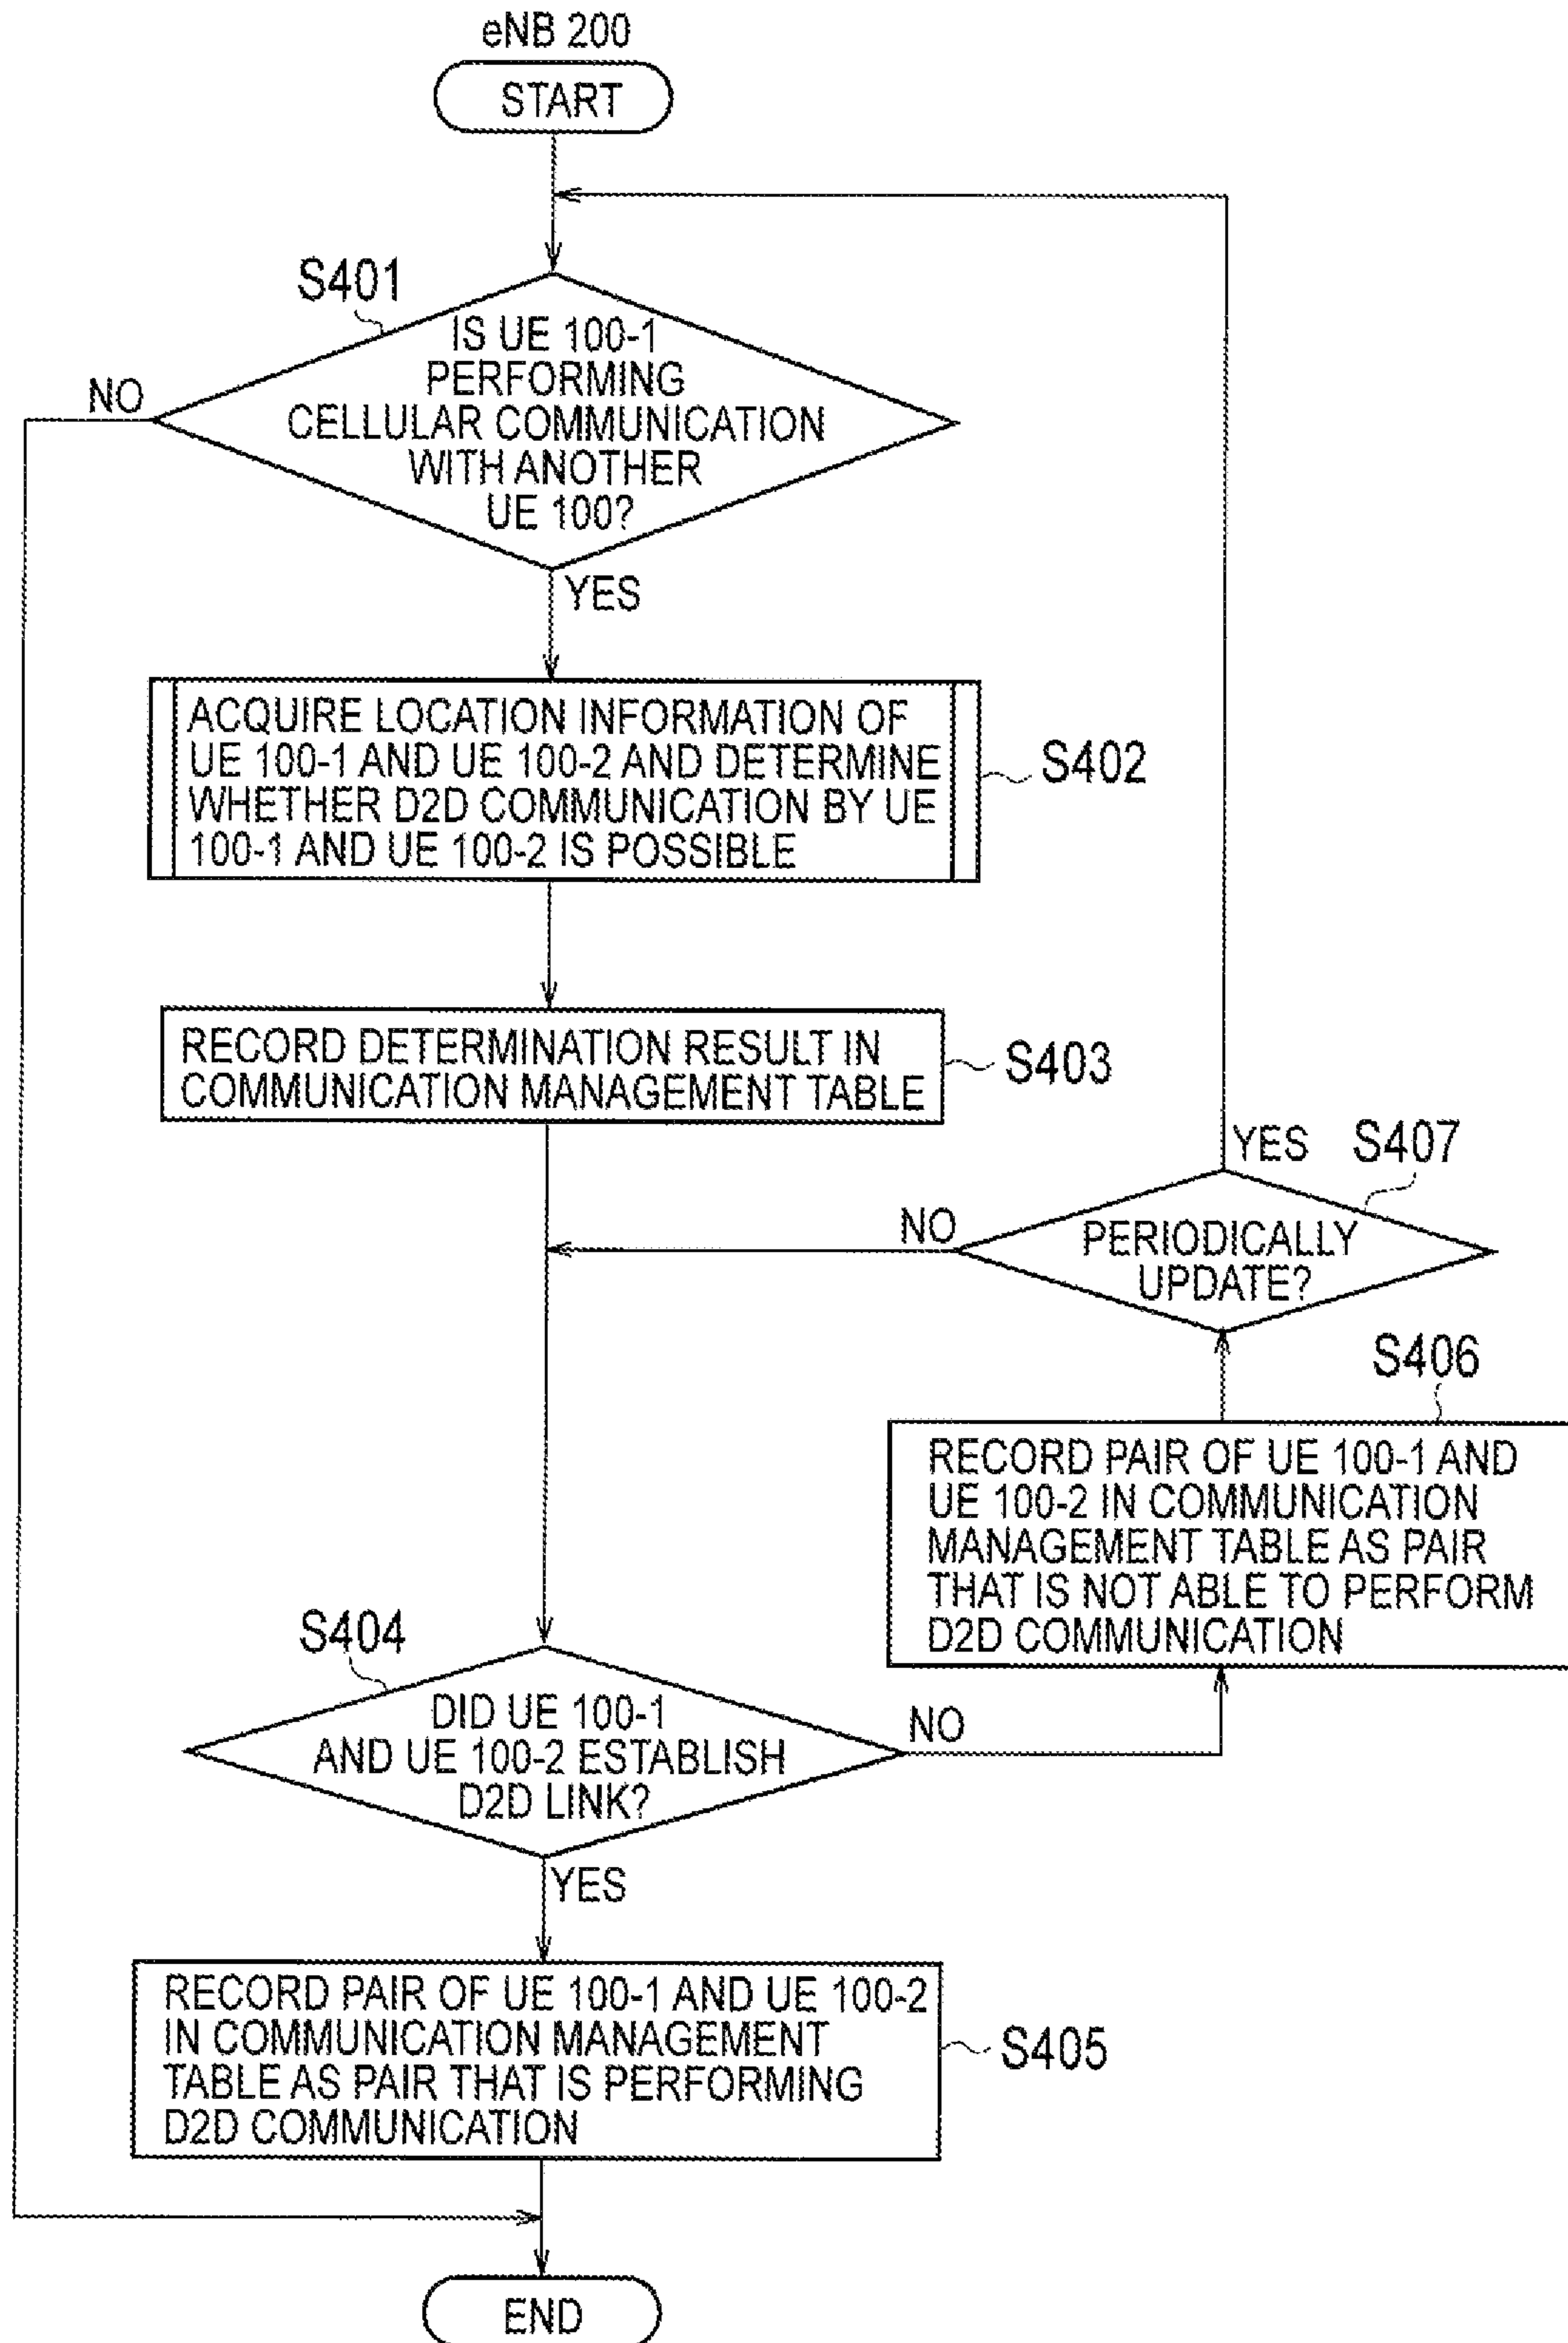 eNB 200
START
S401
IS UE 100-1
PERFORMING
CELLULAR COMMUNICATION
WITH ANOTHER
UE 100?
NO
YES
ACQUIRE LOCATION INFORMATION OF
UE 100-1 AND UE 100-2 AND DETERMINE
WHETHER D2D COMMUNICATION BY UE
100-1 AND UE 100-2 IS POSSIBLE
S402
RECORD DETERMINATION RESULT IN
COMMUNICATION MANAGEMENT TABLE
S403
YES
S407
NO
PERIODICALLY
UPDATE?
S406
RECORD PAIR OF UE 100-1 AND
UE 100-2 IN COMMUNICATION
MANAGEMENT TABLE AS PAIR
THAT IS NOT ABLE TO PERFORM
D2D COMMUNICATION
S404
DID UE 100-1
AND UE 100-2 ESTABLISH
D2D LINK?
NO
YES
RECORD PAIR OF UE 100-1 AND UE 100-2
IN COMMUNICATION MANAGEMENT
TABLE AS PAIR THAT IS PERFORMING
D2D COMMUNICATION
S405
END